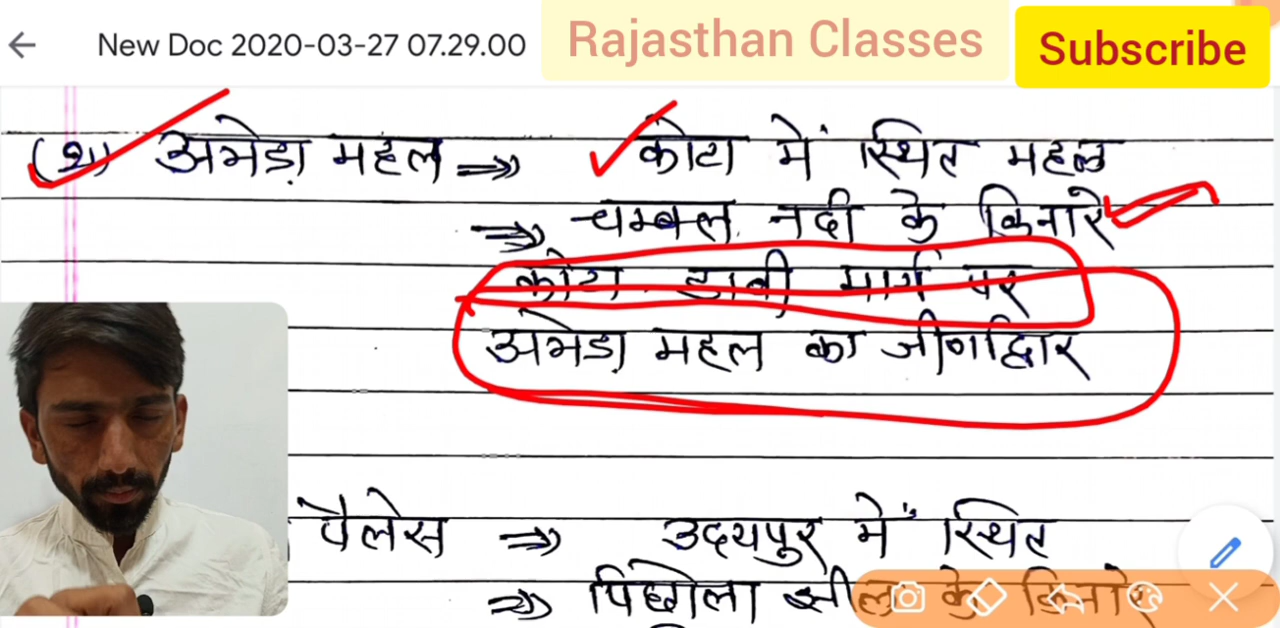 New Doc 2020-03-27 07.29.00
Rajasthan Classes
Subscribe
अभेड़ा महल ⇒ कोटा में स्थित महल
⇒ चम्बल नदी के किनारे
कोटा डाबी मार्ग पर
अभेड़ा महल का जीर्णोद्धार
पैलेस ⇒ उदयपुर में स्थित
⇒ पिछोला झील के किनारे